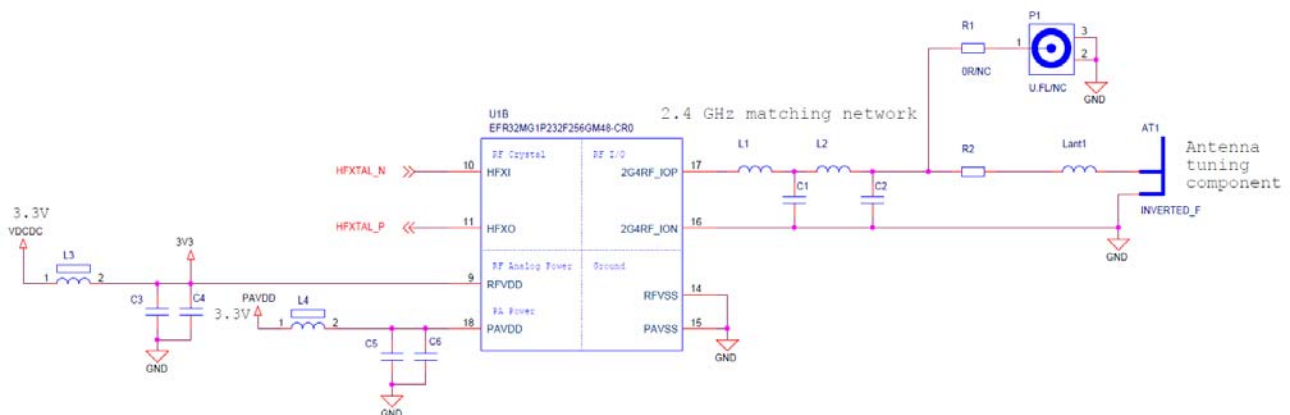 P1
R1
1
3
2
0R/NC
U.FL/NC
GND
U1B
EFR32MG1P232F256GM48-CR0
2.4 GHz matching network
RF Crystal
RF I/O
HFXTAL_N
10
HFXI
2G4RF_IOP
17
L1
L2
R2
Lant1
AT1
Antenna
tuning
component
C1
C2
HFXTAL_P
11
HFXO
2G4RF_ION
16
INVERTED_F
GND
3.3V
VDCDC
L3
1
2
3V3
RF Analog Power
Ground
9
RFVDD
C3
C4
3.3V
PAVDD
L4
1
2
RFVSS
14
PA Power
18
PAVDD
PAVSS
15
C5
C6
GND
GND
GND